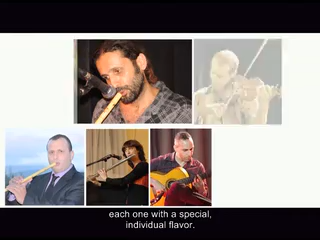 each one with a special,
individual flavor.